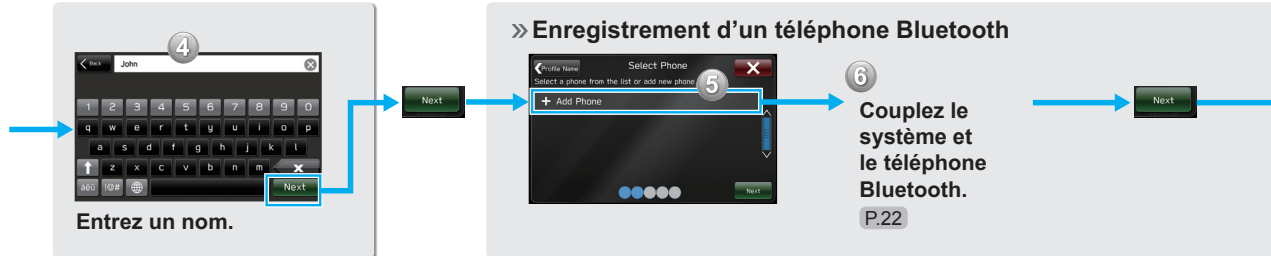 » Enregistrement d’un téléphone Bluetooth
4
Back
John
1 2 3 4 5 6 7 8 9 0
q w e r t y u i o p
a s d f g h j k l
z x c v b n m
áöü !@# Next
Entrez un nom.
Next
Profile Name
Select Phone
Select a phone from the list or add new phone
5
+ Add Phone
Next
6
Couplez le
système et
le téléphone
Bluetooth.
P.22
Next